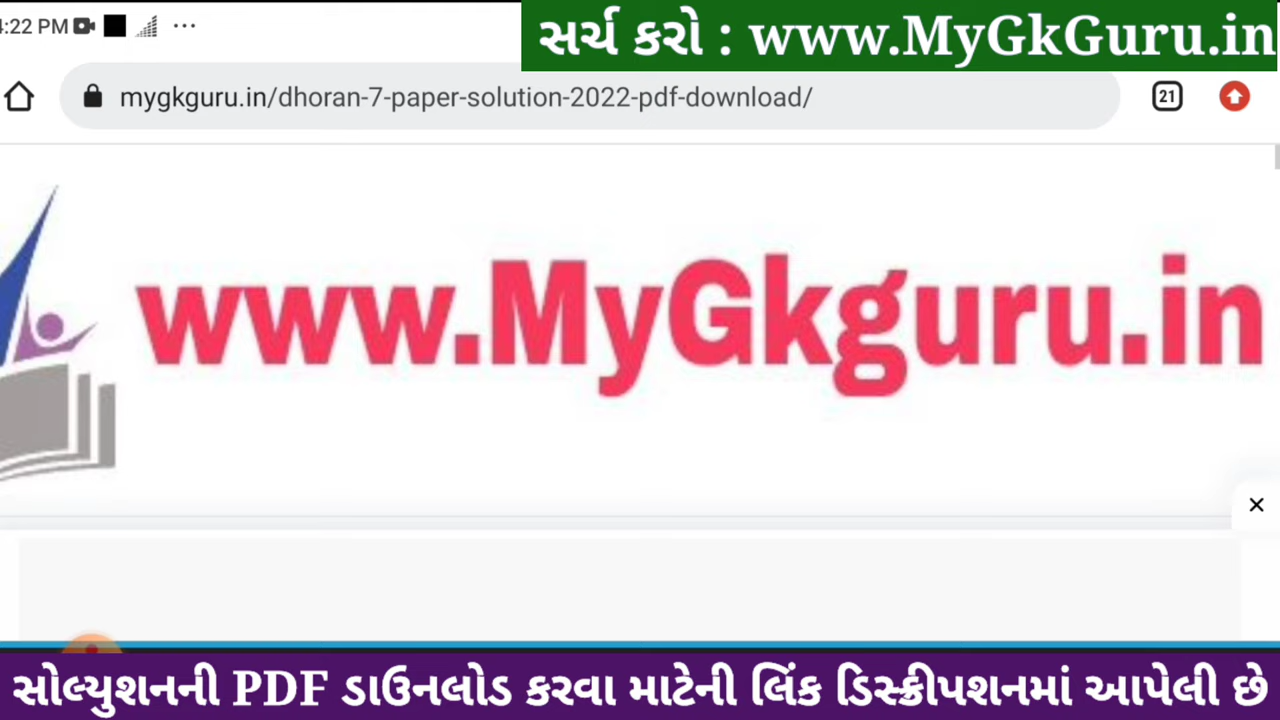 4:22 PM
સર્ચ કરો : www.MyGkGuru.in
mygkguru.in/dhoran-7-paper-solution-2022-pdf-download/
21
www.MyGkguru.in
સોલ્યુશનની PDF ડાઉનલોડ કરવા માટેની લિંક ડિસ્ક્રીપશનમાં આપેલી છે